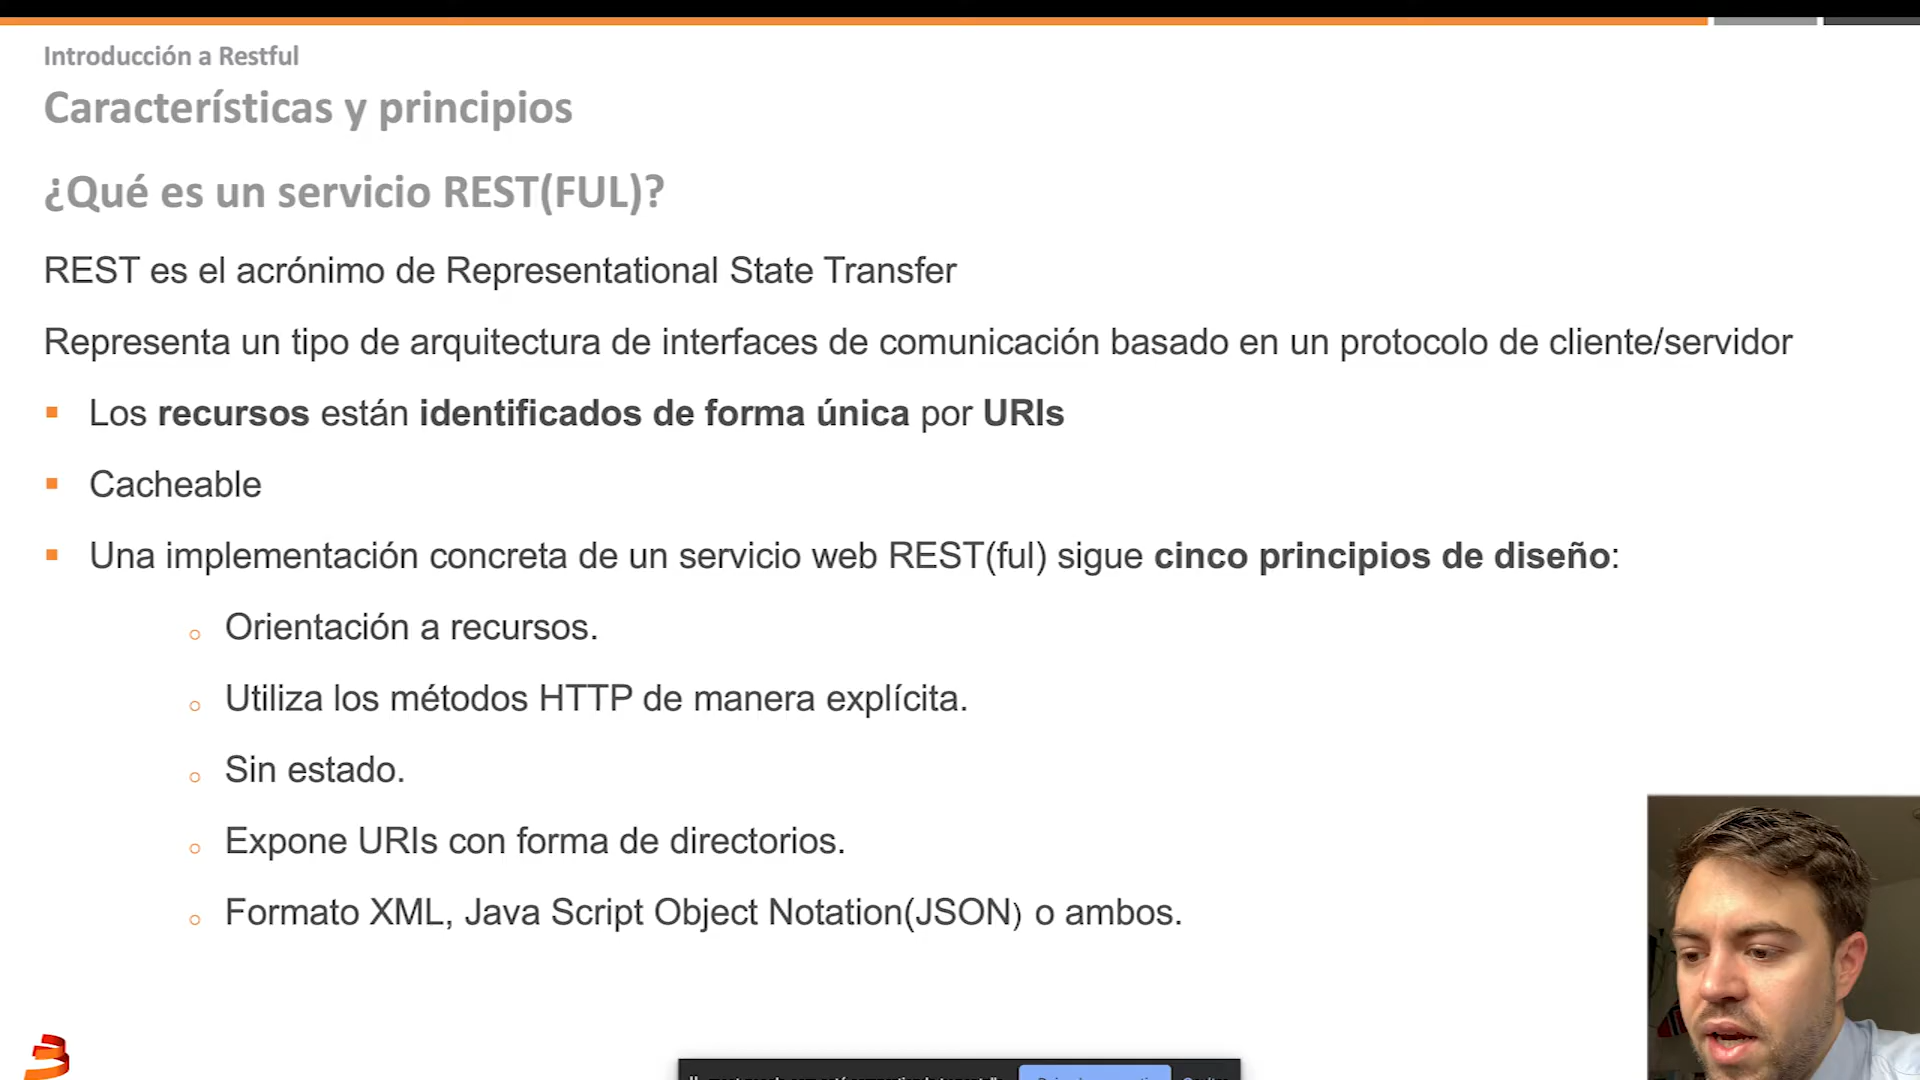 Introducción a Restful
Características y principios
¿Qué es un servicio REST(FUL)?
REST es el acrónimo de Representational State Transfer
Representa un tipo de arquitectura de interfaces de comunicación basado en un protocolo de cliente/servidor
Los recursos están identificados de forma única por URIs
Cacheable
Una implementación concreta de un servicio web REST(ful) sigue cinco principios de diseño:
Orientación a recursos.
Utiliza los métodos HTTP de manera explícita.
Sin estado.
Expone URIs con forma de directorios.
Formato XML, Java Script Object Notation(JSON) o ambos.